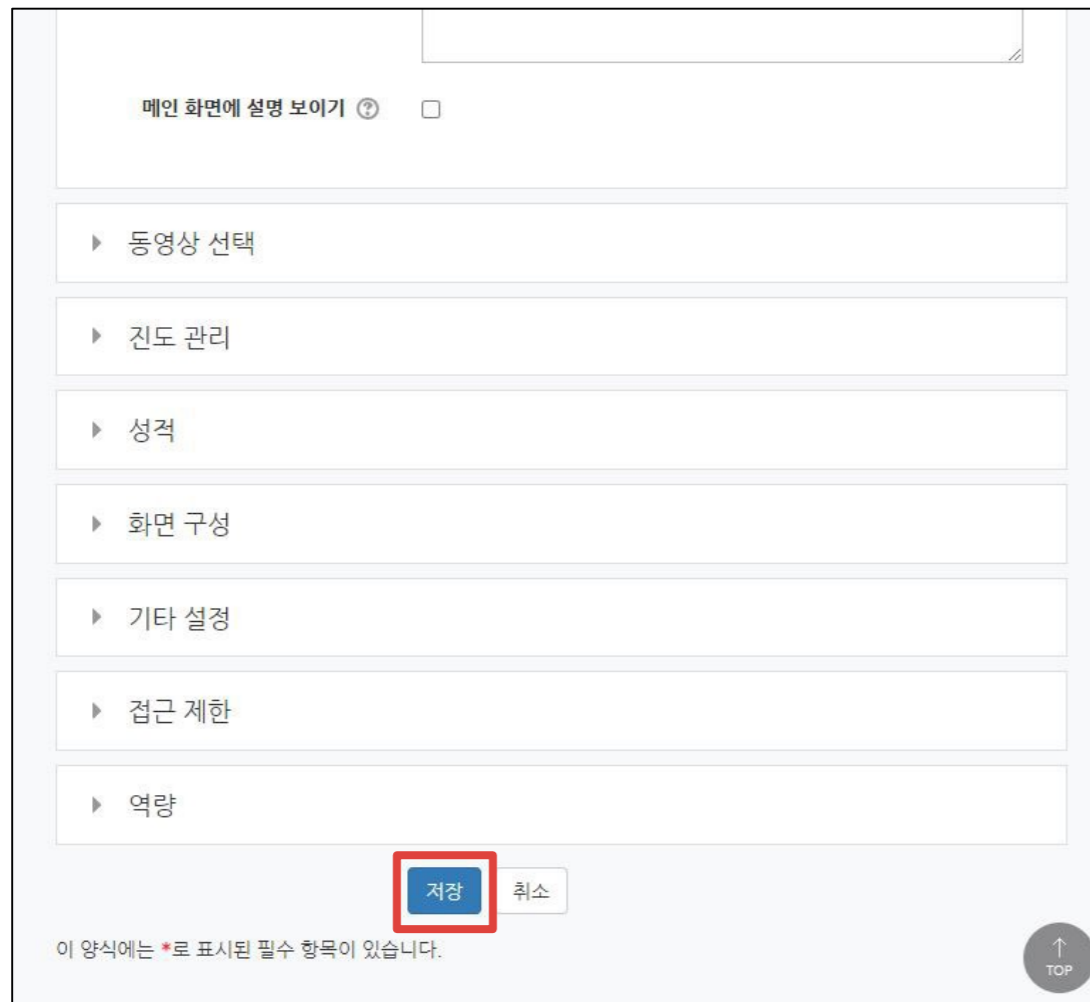 메인 화면에 설명 보이기 ?
동영상 선택
진도 관리
성적
화면 구성
기타 설정
접근 제한
역량
저장 취소
이 양식에는 *로 표시된 필수 항목이 있습니다.
↑
TOP